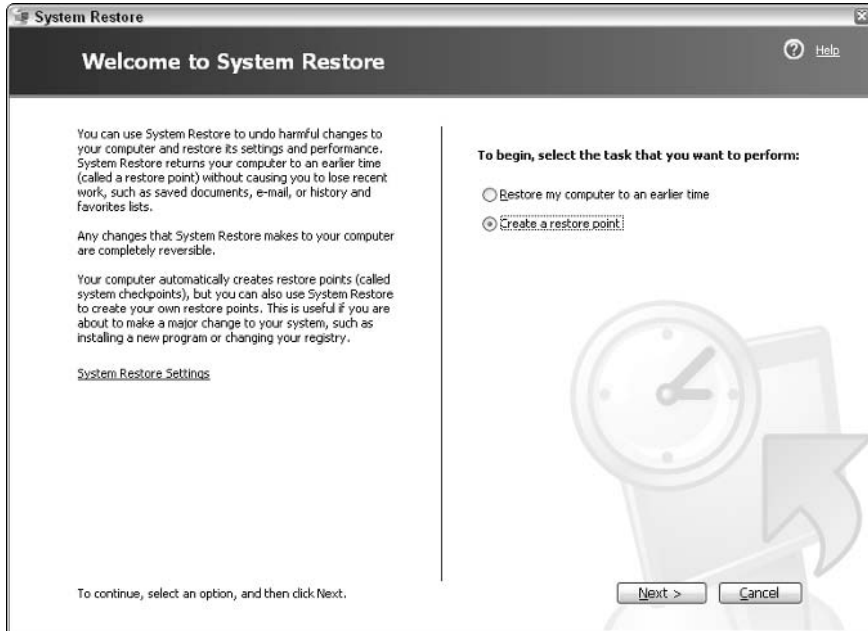 System Restore
Welcome to System Restore
Help
You can use System Restore to undo harmful changes to
your computer and restore its settings and performance.
System Restore returns your computer to an earlier time
(called a restore point) without causing you to lose recent
work, such as saved documents, e-mail, or history and
favorites lists.
Any changes that System Restore makes to your computer
are completely reversible.
Your computer automatically creates restore points (called
system checkpoints), but you can also use System Restore
to create your own restore points. This is useful if you are
about to make a major change to your system, such as
installing a new program or changing your registry.
System Restore Settings
To begin, select the task that you want to perform:
Restore my computer to an earlier time
Create a restore point
To continue, select an option, and then click Next.
Next >
Cancel